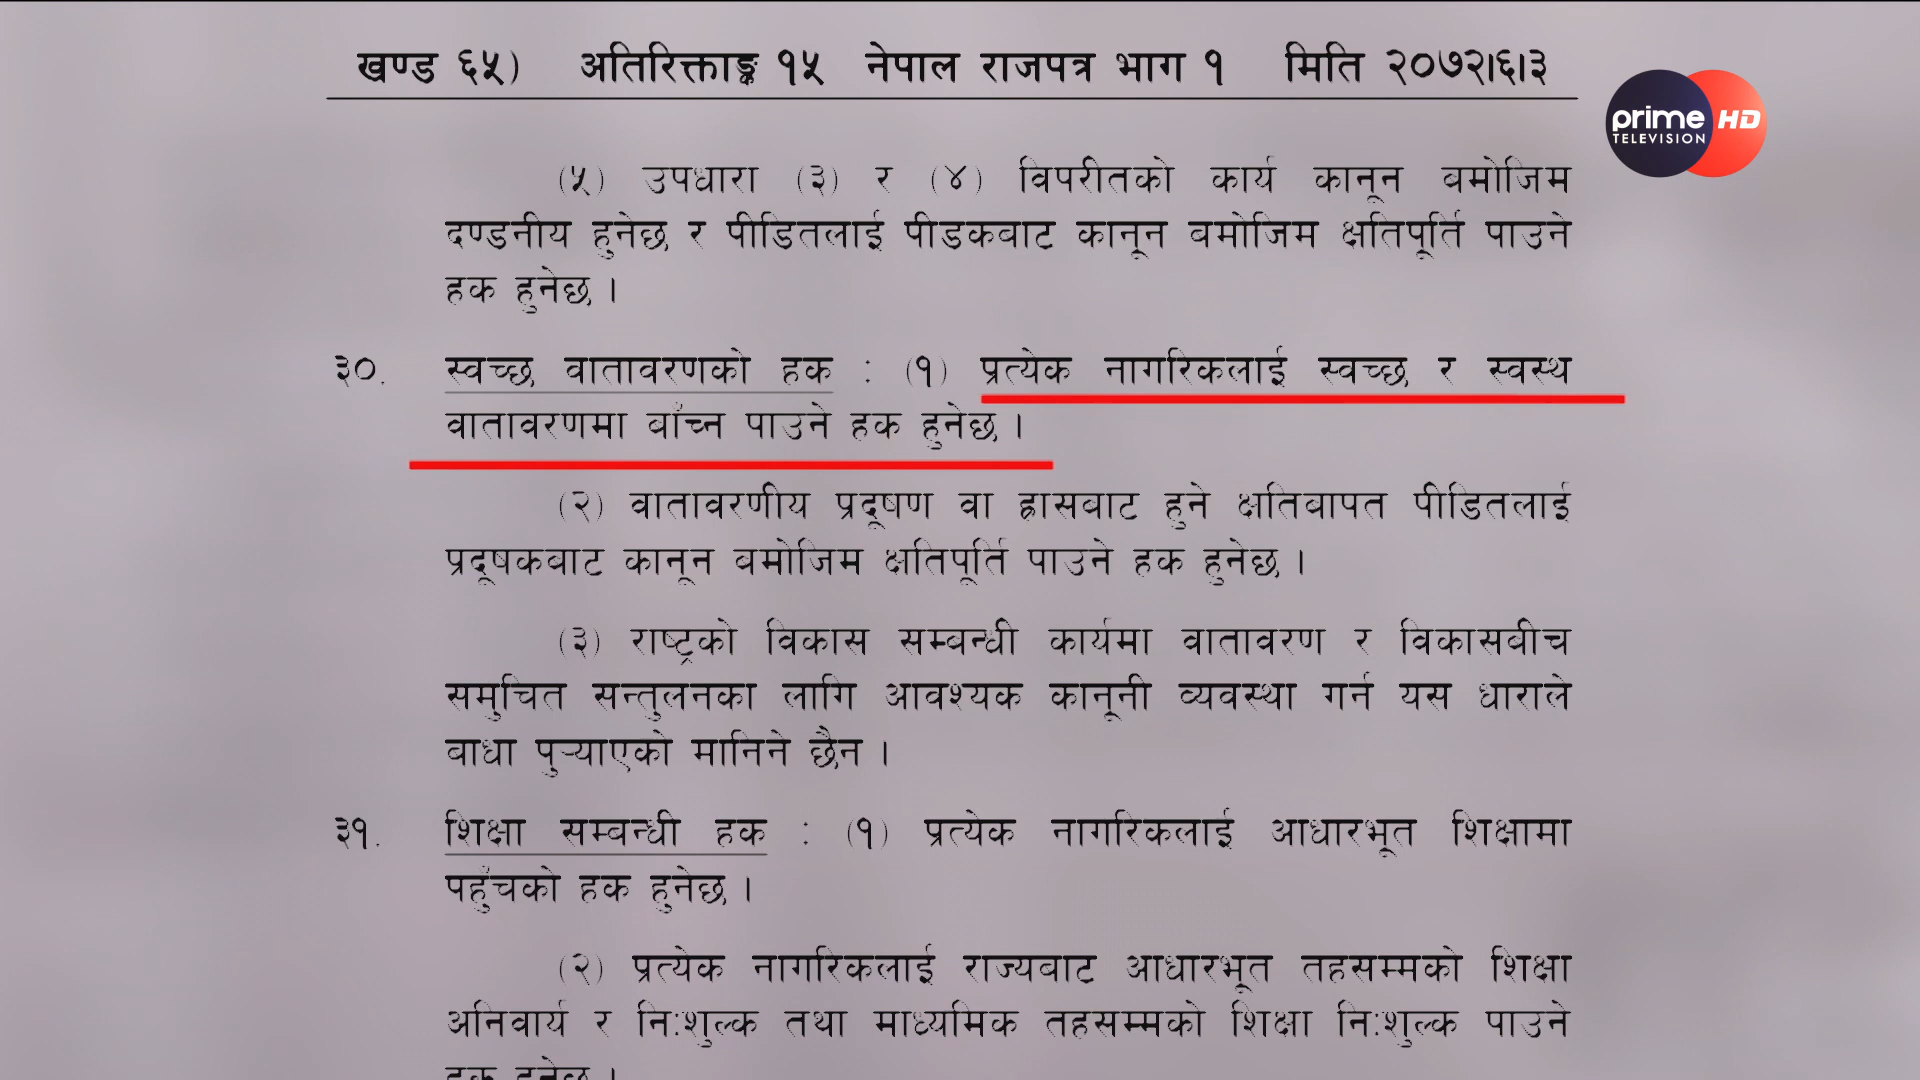 खण्ड ६५) अतिरिक्ताङ्क १५ नेपाल राजपत्र भाग १ मिति २०७२।६।३
prime HD
TELEVISION
(५) उपधारा (३) र (४) विपरीतको कार्य कानून बमोजिम
दण्डनीय हुनेछ र पीडितलाई पीडकबाट कानून बमोजिम क्षतिपूर्ति पाउने
हक हुनेछ ।
३०. स्वच्छ वातावरणको हक : (१) प्रत्येक नागरिकलाई स्वच्छ र स्वस्थ
वातावरणमा बाँच्न पाउने हक हुनेछ ।
(२) वातावरणीय प्रदूषण वा ह्रासबाट हुने क्षतिबापत पीडितलाई
प्रदूषकबाट कानून बमोजिम क्षतिपूर्ति पाउने हक हुनेछ ।
(३) राष्ट्रको विकास सम्बन्धी कार्यमा वातावरण र विकासबीच
समुचित सन्तुलनका लागि आवश्यक कानूनी व्यवस्था गर्न यस धाराले
बाधा पुर्‍याएको मानिने छैन ।
३१. शिक्षा सम्बन्धी हक : (१) प्रत्येक नागरिकलाई आधारभूत शिक्षामा
पहुँचको हक हुनेछ ।
(२) प्रत्येक नागरिकलाई राज्यबाट आधारभूत तहसम्मको शिक्षा
अनिवार्य र नि:शुल्क तथा माध्यमिक तहसम्मको शिक्षा नि:शुल्क पाउने
हक हुनेछ ।